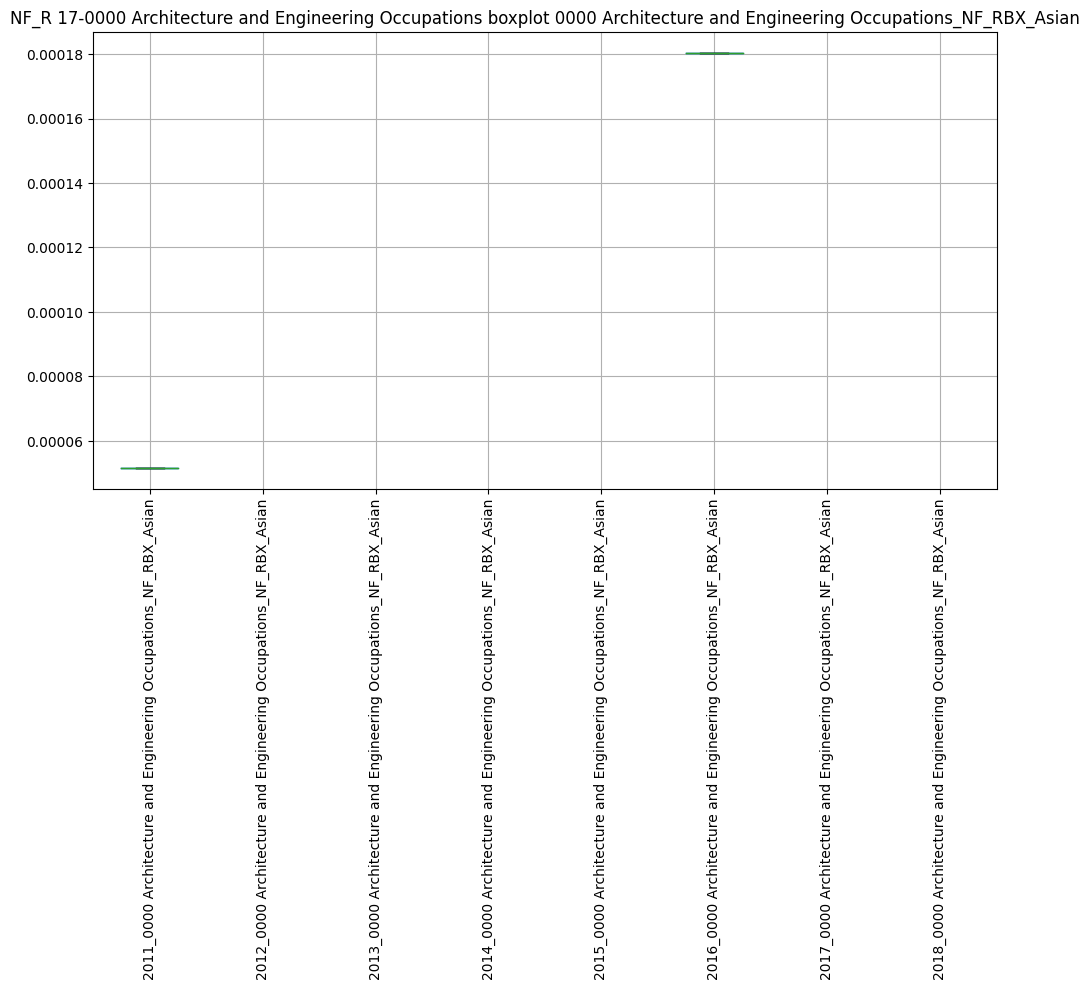 NF_R 17-0000 Architecture and Engineering Occupations boxplot 0000 Architecture and Engineering Occupations_NF_RBX_Asian
0.00018
0.00016
0.00014
0.00012
0.00010
0.00008
0.00006
2011_0000 Architecture and Engineering Occupations_NF_RBX_Asian
2012_0000 Architecture and Engineering Occupations_NF_RBX_Asian
2013_0000 Architecture and Engineering Occupations_NF_RBX_Asian
2014_0000 Architecture and Engineering Occupations_NF_RBX_Asian
2015_0000 Architecture and Engineering Occupations_NF_RBX_Asian
2016_0000 Architecture and Engineering Occupations_NF_RBX_Asian
2017_0000 Architecture and Engineering Occupations_NF_RBX_Asian
2018_0000 Architecture and Engineering Occupations_NF_RBX_Asian